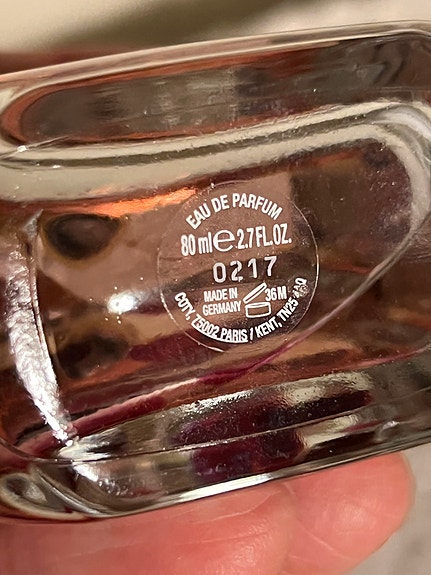 EAU DE PARFUM
80 ml e 2.7 FL.OZ.
0217
MADE IN
GERMANY
36 M
COTY 75002 PARIS / KENT, TN25 4AQ